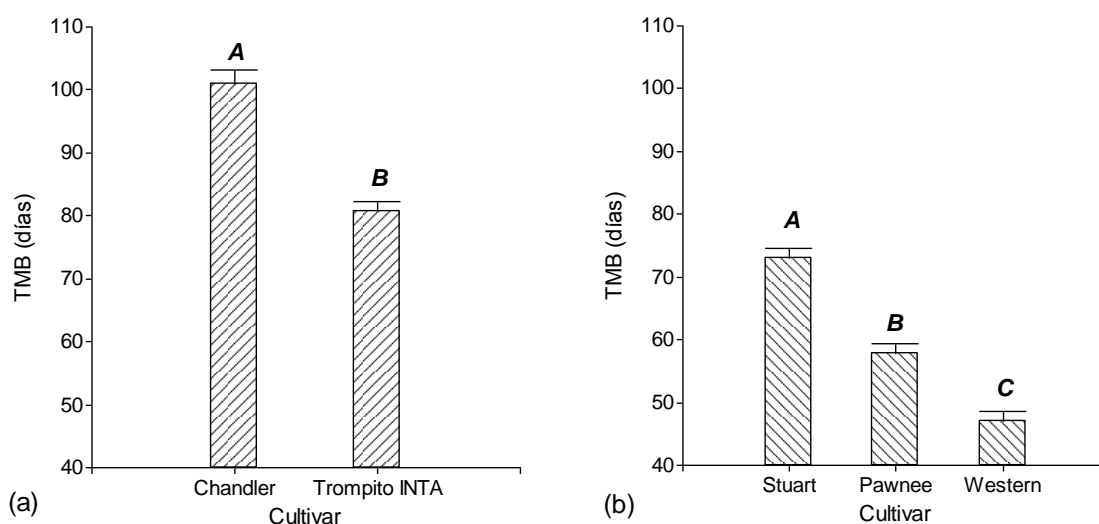 110
100
90
80
70
60
50
40
TMB (días)
A
B
Chandler
Trompito INTA
Cultivar
(a)
110
100
90
80
70
60
50
40
TMB (días)
A
B
C
Stuart
Pawnee
Western
Cultivar
(b)